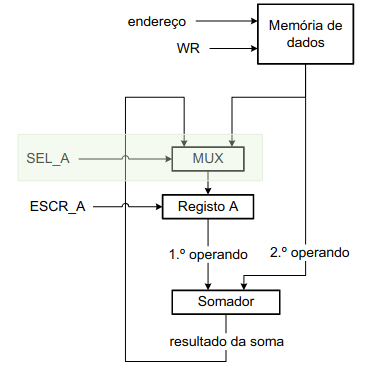 endereço
Memória de
dados
WR
SEL_A
MUX
ESCR_A
Registo A
1.º operando
2.º operando
Somador
resultado da soma